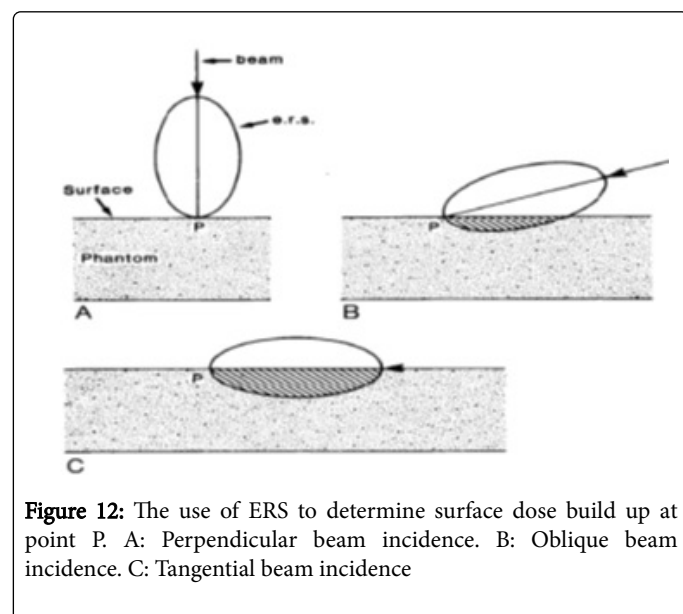 beam
e.r.s.
Surface
P
Phantom
A
P
B
P
C
Figure 12: The use of ERS to determine surface dose build up at
point P. A: Perpendicular beam incidence. B: Oblique beam
incidence. C: Tangential beam incidence